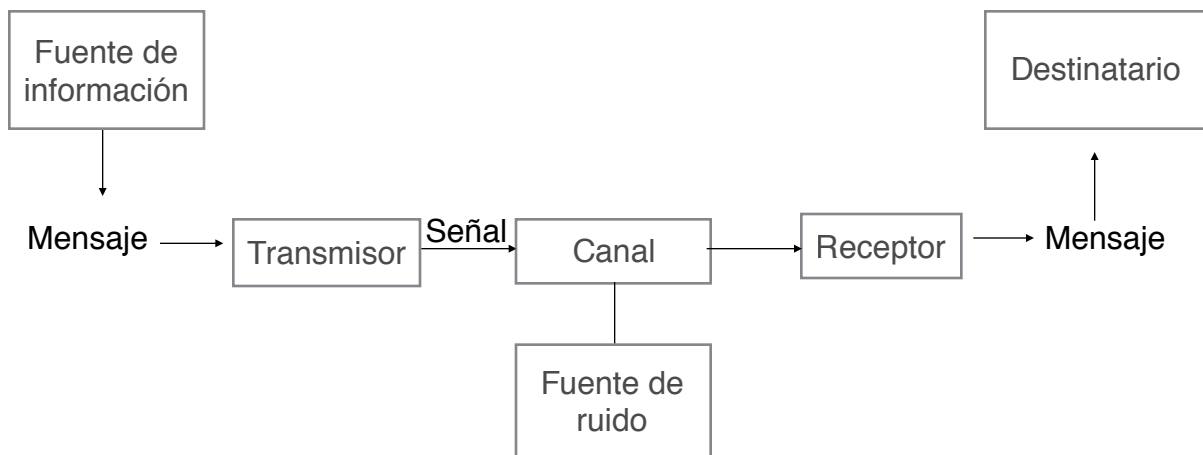 Fuente de
información
Destinatario
Mensaje
Transmisor
Señal
Canal
Receptor
Mensaje
Fuente de
ruido